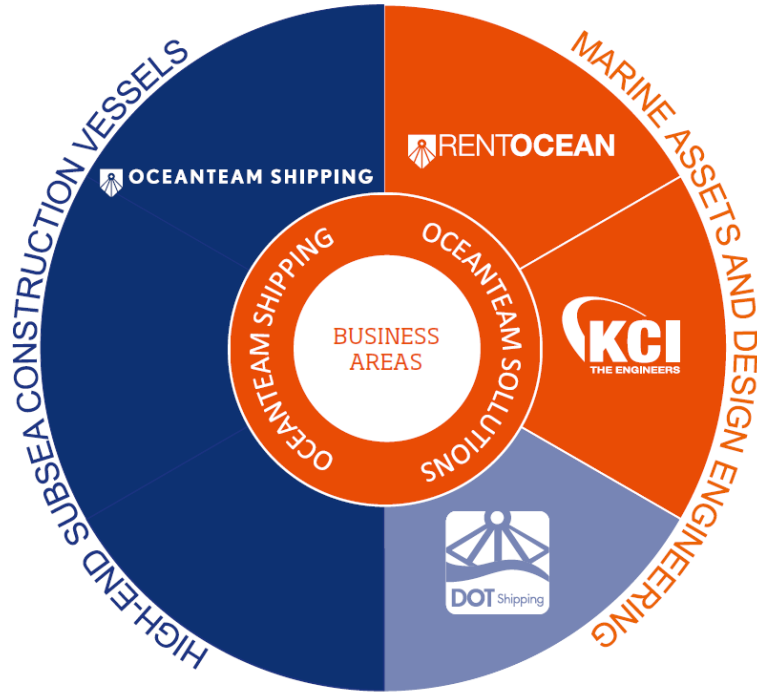 HIGH-END SUBSEA CONSTRUCTION VESSELS
MARINE ASSETS AND DESIGN ENGINEERING
OCEANTEAM SHIPPING
RENTOCEAN
OCEANTEAM SHIPPING
OCEANTEAM SOLLUTIONS
BUSINESS
AREAS
KCI
THE ENGINEERS
DOT Shipping